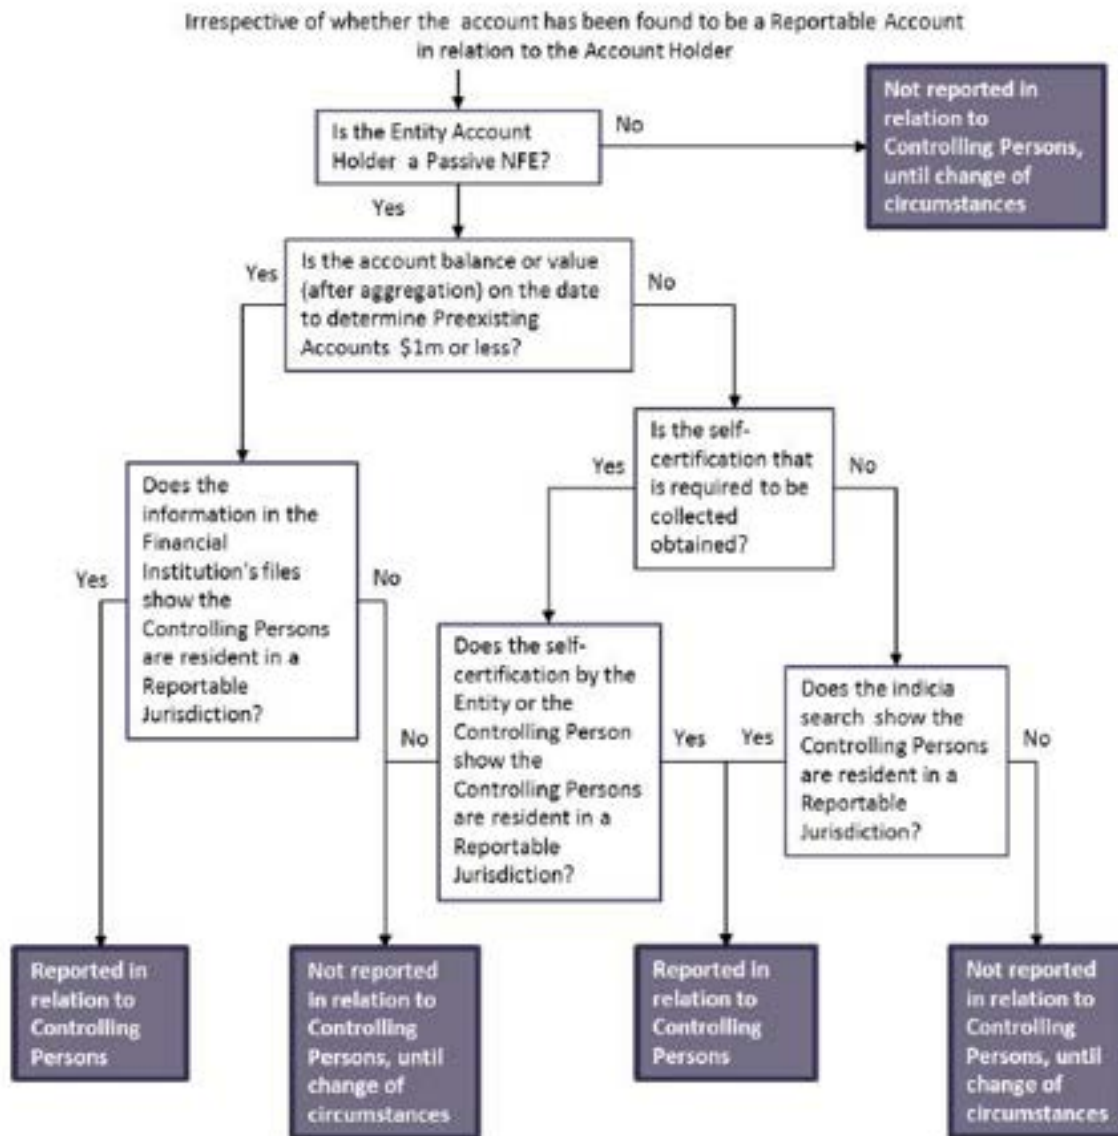 Irrespective of whether the account has been found to be a Reportable Account
in relation to the Account Holder
Is the Entity Account
Holder a Passive NFE?
No
Not reported in
relation to
Controlling Persons,
until change of
circumstances
Yes
Is the account balance or value
(after aggregation) on the date
to determine Preexisting
Accounts $1m or less?
Yes
No
Is the self-
certification that
is required to be
collected
obtained?
Yes
No
Does the
information in the
Financial
Institution's files
show the
Controlling Persons
are resident in a
Reportable
Jurisdiction?
Yes
No
Does the self-
certification by the
Entity or the
Controlling Person
show the
Controlling Persons
are resident in a
Reportable
Jurisdiction?
No
Yes
Does the indicia
search show the
Controlling Persons
are resident in a
Reportable
Jurisdiction?
Yes
No
Reported in
relation to
Controlling
Persons
Not reported
in relation to
Controlling
Persons, until
change of
circumstances
Reported in
relation to
Controlling
Persons
Not reported
in relation to
Controlling
Persons, until
change of
circumstances